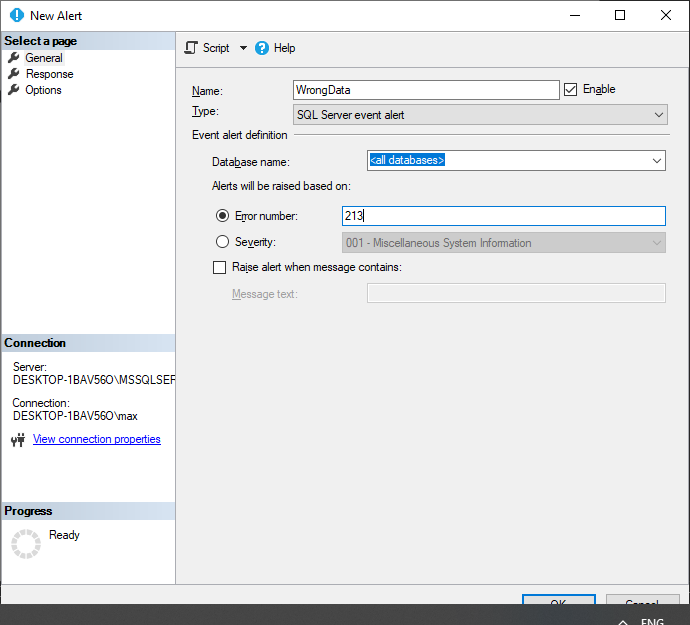 New Alert
Select a page
General
Response
Options
Script
Help
Name:
WrongData
Enable
Type:
SQL Server event alert
Event alert definition
Database name:
<all databases>
Alerts will be raised based on:
Error number:
213
Severity:
001 - Miscellaneous System Information
Raise alert when message contains:
Message text:
Connection
Server:
DESKTOP-1BAV56O\MSSQLSER
Connection:
DESKTOP-1BAV56O\max
View connection properties
Progress
Ready
OK
Cancel
ENG